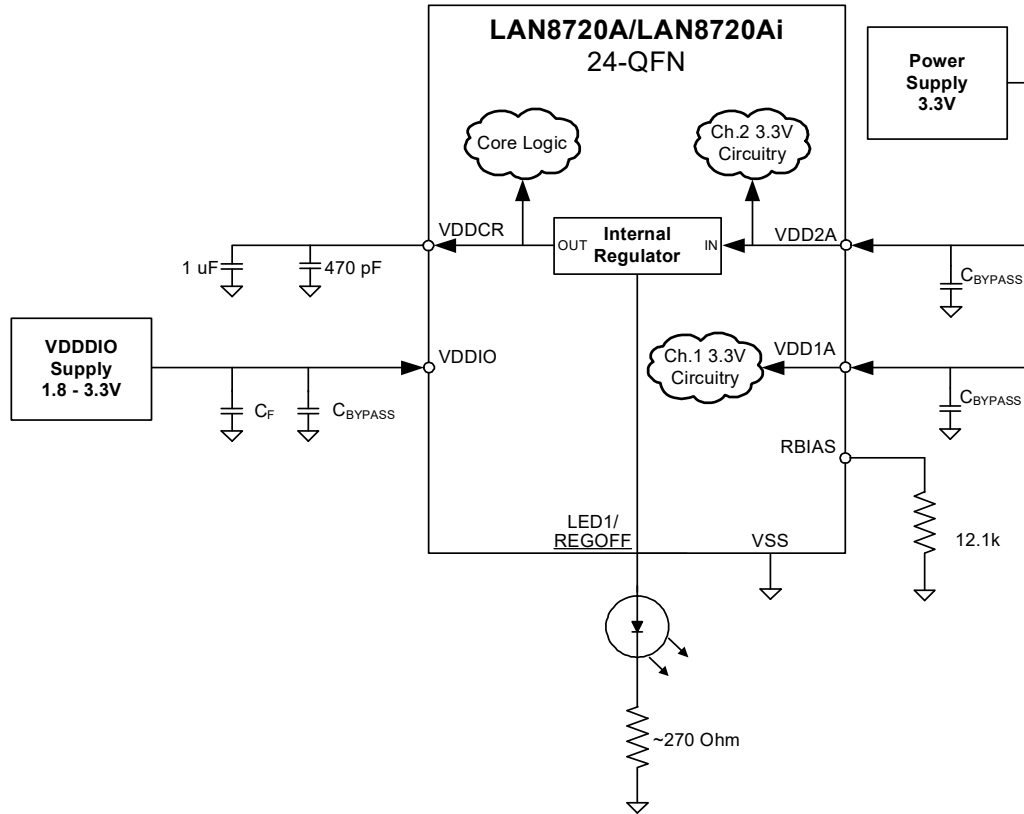 LAN8720A/LAN8720Ai
24-QFN
Power
Supply
3.3V
Core Logic
Ch.2 3.3V
Circuitry
VDDCR
OUT
Internal
Regulator
IN
VDD2A
1 uF
470 pF
CBYPASS
VDDDIO
Supply
1.8 - 3.3V
VDDIO
Ch.1 3.3V
Circuitry
VDD1A
CF
CBYPASS
CBYPASS
RBIAS
12.1k
LED1/
REGOFF
VSS
~270 Ohm